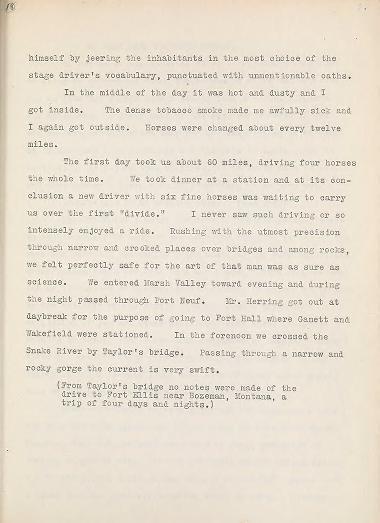 18
himself by jeering the inhabitants in the most choice of the
stage driver's vocabulary, punctuated with unmentionable oaths.
In the middle of the day it was hot and dusty and I
got inside. The dense tobacco smoke made me awfully sick and
I again got outside. Horses were changed about every twelve
miles.
The first day took us about 60 miles, driving four horses
the whole time. We took dinner at a station and at its con-
clusion a new driver with six fine horses was waiting to carry
us over the first "divide." I never saw such driving or so
intensely enjoyed a ride. Rushing with the utmost precision
through narrow and crooked places over bridges and among rocks,
we felt perfectly safe for the art of that man was as sure as
science. We entered Marsh Valley toward evening and during
the night passed through Port Neuf. Mr. Herring got out at
daybreak for the purpose of going to Fort Hall where Ganett and
Wakefield were stationed. In the forenoon we crossed the
Snake River by Taylor's bridge. Passing through a narrow and
rocky gorge the current is very swift.
(From Taylor's bridge no notes were made of the
drive to Fort Ellis near Bozeman, Montana, a
trip of four days and nights.)